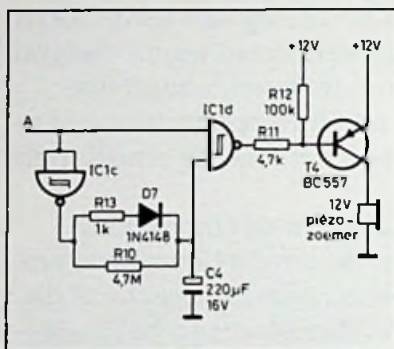 +12V
+12V
R12
100k
IC1d
A
R11
4,7k
T4
BC557
IC1c
D7
R13
1k
1N4148
12V
piëzo-
zoemer
R10
4,7M
C4
220µF
16V